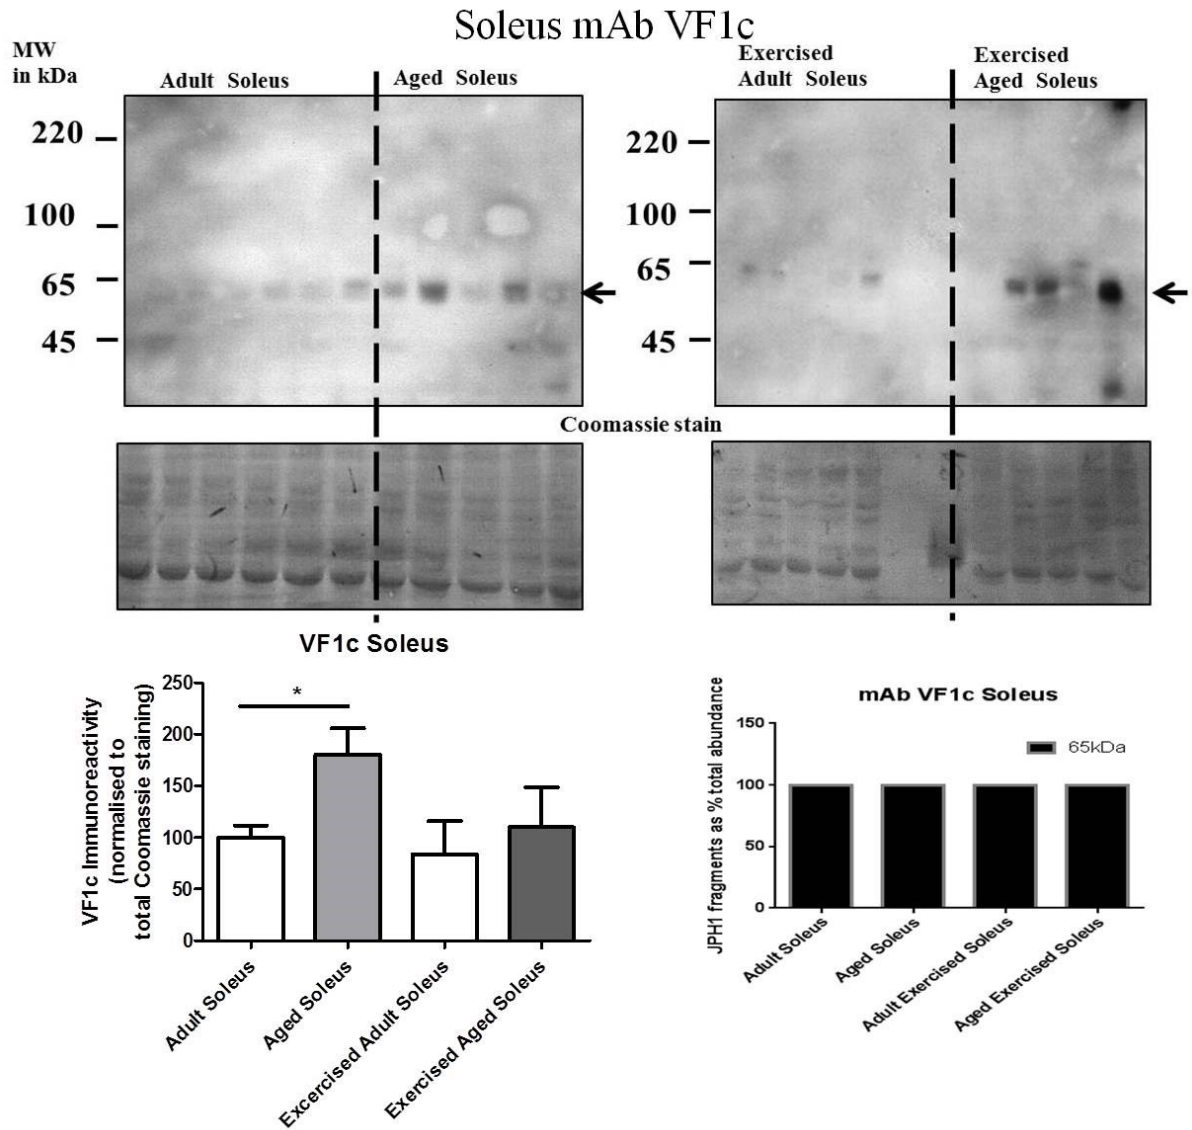 Soleus mAb VF1c
MW
in kDa
Adult Soleus
Aged Soleus
220
100
65
45
Exercised
Adult Soleus
Exercised
Aged Soleus
220
100
65
45
Coomassie stain
VF1c Soleus
VF1c Immunoreactivity
(normalised to
total Coomassie staining)
250
200
150
100
50
0
*
Adult Soleus
Aged Soleus
Excercised Adult Soleus
Exercised Aged Soleus
mAb VF1c Soleus
JPH1 fragments as % total abundance
150
100
50
0
65kDa
Adult Soleus
Aged Soleus
Adult Exercised Soleus
Aged Exercised Soleus